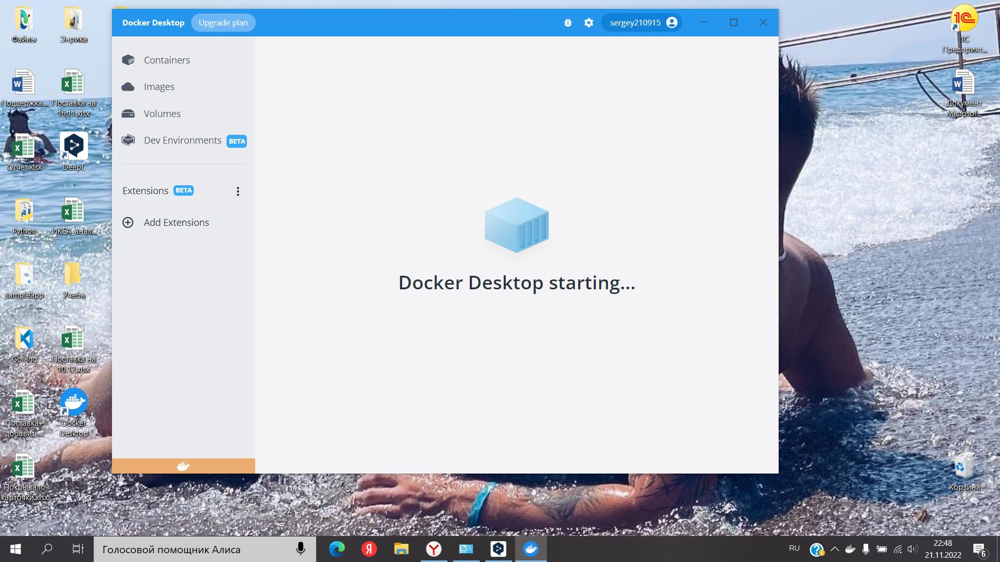 Docker Desktop
Upgrade plan
sergey210915
Containers
Images
Volumes
Dev Environments BETA
Extensions BETA
Add Extensions
Docker Desktop starting...
Файлы
Энрика
Поддержка....
Поставка на
16,11.xlsx
Отчет.xlsx
DeepL
Python
ИКЕА_анал...
sampleapp
Учеба
Golang
Поставка на
10.12.xlsx
Поставка+
добавить...
Docker
Desktop
Покрывало
карточки.xlsx
1С
Предприят...
Документ
Microsof...
Корзина
Голосовой помощник Алиса
RU
22:48
21.11.2022
6